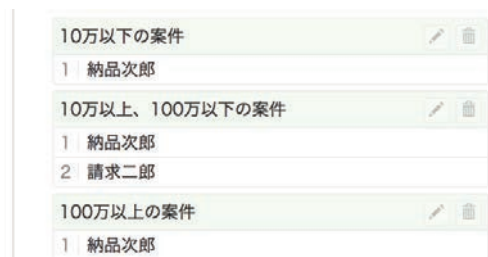 10万以下の案件
1 納品次郎
10万以上、100万以下の案件
1 納品次郎
2 請求二郎
100万以上の案件
1 納品次郎